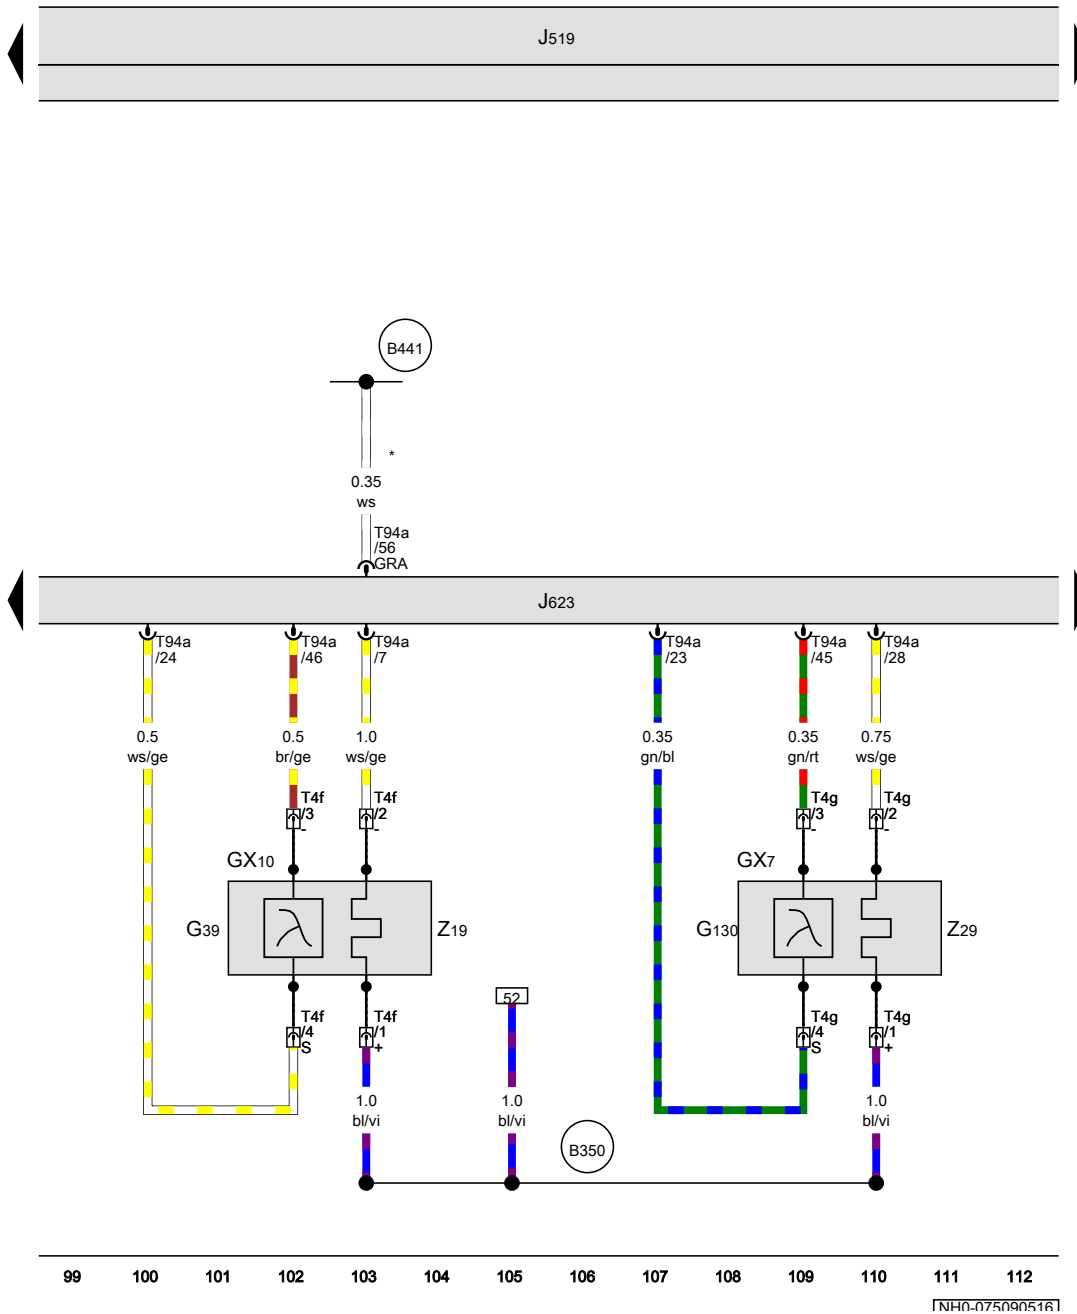 J519
B441
*
0.35
ws
T94a
/56
GRA
J623
T94a
/24
T94a
/46
T94a
/7
T94a
/23
T94a
/45
T94a
/28
0.5
ws/ge
0.5
br/ge
1.0
ws/ge
0.35
gn/bl
0.35
gn/rt
0.75
ws/ge
T4f
/3
-
T4f
/2
-
T4g
/3
-
T4g
/2
-
GX10
GX7
G39
Z19
G130
Z29
52
T4f
/4
S
T4f
/1
+
T4g
/4
S
T4g
/1
+
1.0
bl/vi
1.0
bl/vi
1.0
bl/vi
B350
99 100 101 102 103 104 105 106 107 108 109 110 111 112
NH0-075090516